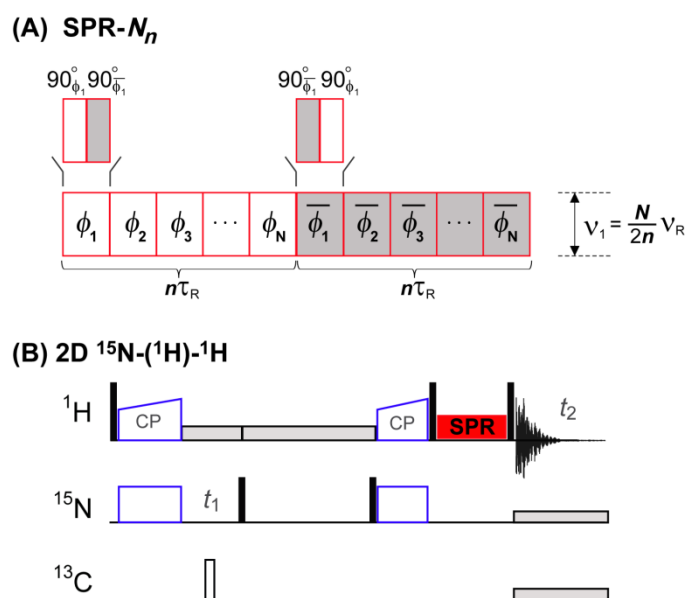 (A) SPR-Nₙ
90°ϕ₁ 90°ϕ̅₁ 90°ϕ̅₁ 90°ϕ₁
ϕ₁ ϕ₂ ϕ₃ ··· ϕN ϕ̅₁ ϕ̅₂ ϕ̅₃ ··· ϕ̅N
ν₁ = N/2n νR
nτR nτR
(B) 2D ¹⁵N-(¹H)-¹H
¹H CP CP SPR t₂
¹⁵N t₁
¹³C